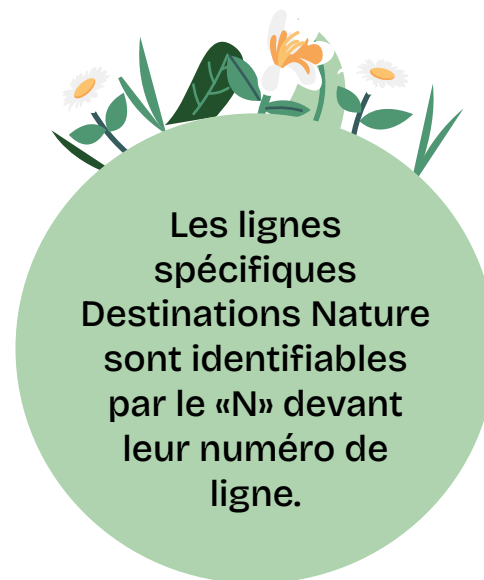 Les lignes
spécifiques
Destinations Nature
sont identifiables
par le «N» devant
leur numéro de
ligne.